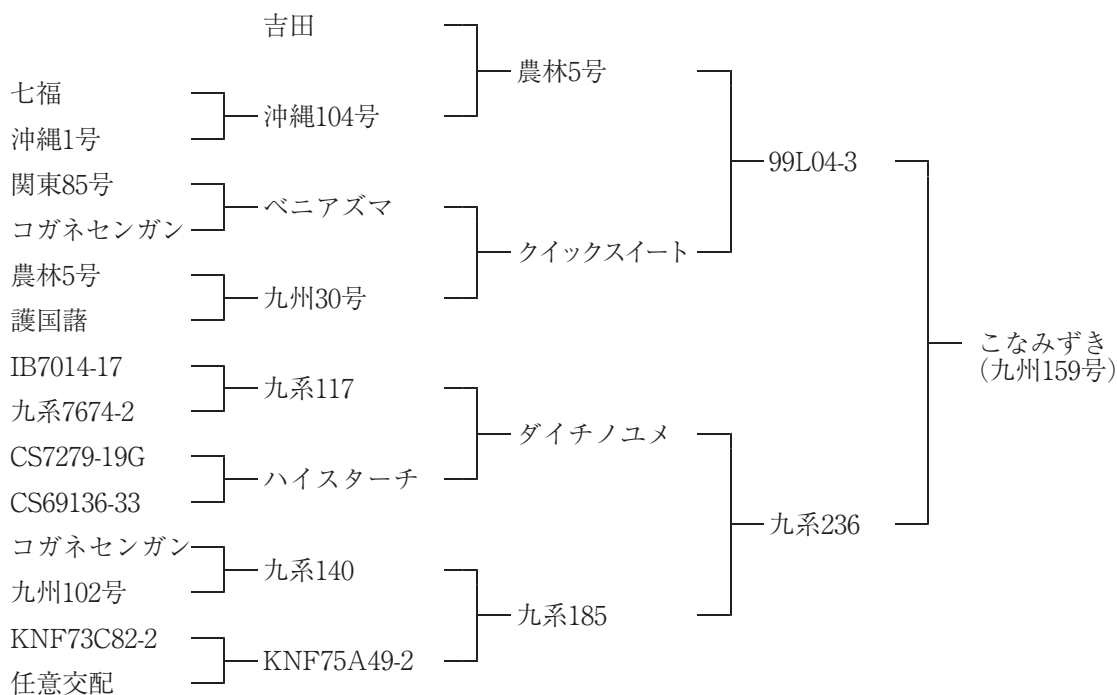 吉田
農林5号
七福
沖縄104号
沖縄1号
99L04-3
関東85号
ベニアズマ
コガネセンガン
クイックスイート
農林5号
九州30号
護国藷
こなみずき
(九州159号)
IB7014-17
九系117
九系7674-2
ダイチノユメ
CS7279-19G
ハイスターチ
CS69136-33
九系236
コガネセンガン
九系140
九州102号
九系185
KNF73C82-2
KNF75A49-2
任意交配